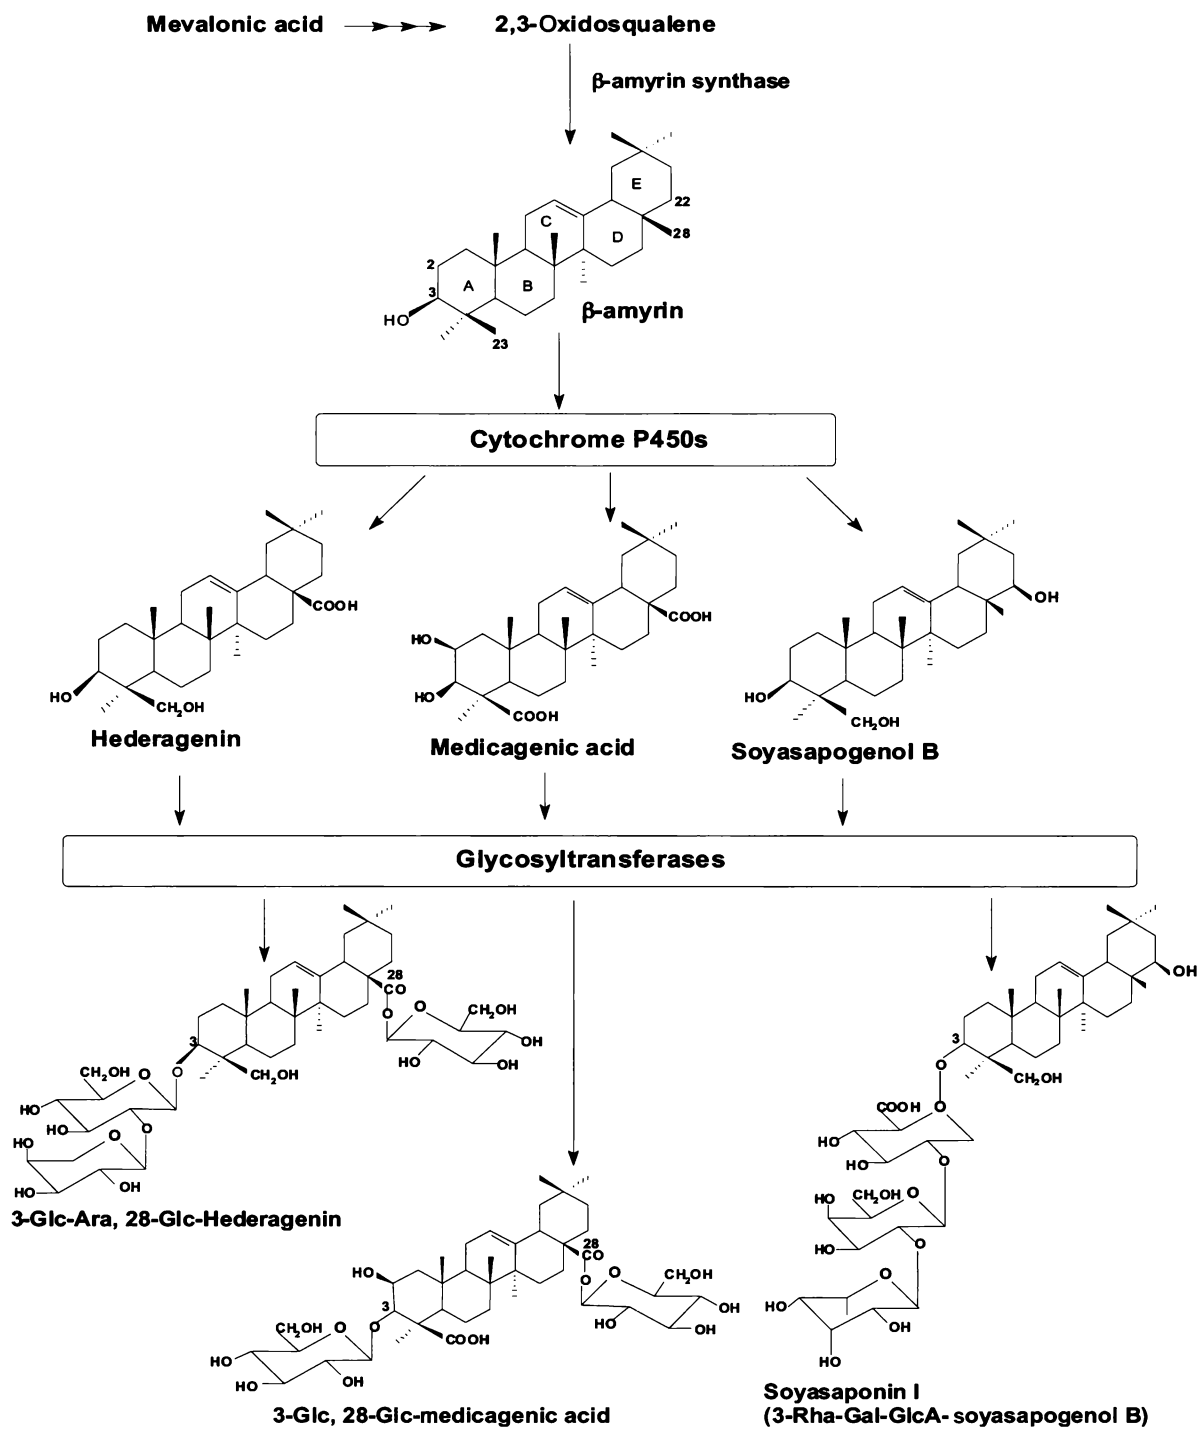 Mevalonic acid 2,3-Oxidosqualene
β-amyrin synthase
E
22
C
28
D
2
A
B
3
HO
β-amyrin
23
Cytochrome P450s
COOH
HO
CH2OH
Hederagenin
COOH
HO
HO
COOH
Medicagenic acid
OH
HO
CH2OH
Soyasapogenol B
Glycosyltransferases
28
CO
O
O
CH2OH
OH
HO
OH
3
O
CH2OH
CH2OH
O
HO
HO
O
HO
O
HO
OH
3-Glc-Ara, 28-Glc-Hederagenin
28
CO
O
O
CH2OH
OH
HO
OH
HO
3
O
COOH
CH2OH
O
HO
HO
OH
3-Glc, 28-Glc-medicagenic acid
OH
3
O
CH2OH
COOH
O
HO
HO
O
HO
CH2OH
O
HO
O
O
HO
OH
HO
Soyasaponin I
(3-Rha-Gal-GlcA- soyasapogenol B)